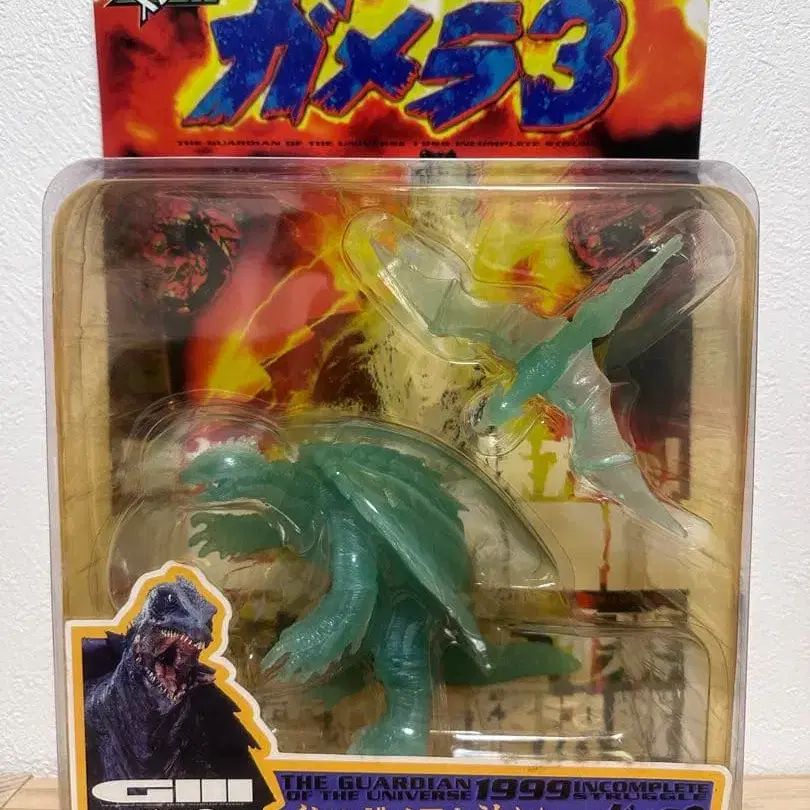 ガメラ3
THE GUARDIAN OF THE UNIVERSE 1999 INCOMPLETE STRUGGLE
GIII
THE GUARDIAN
OF THE UNIVERSE 1999 INCOMPLETE
STRUGGLE